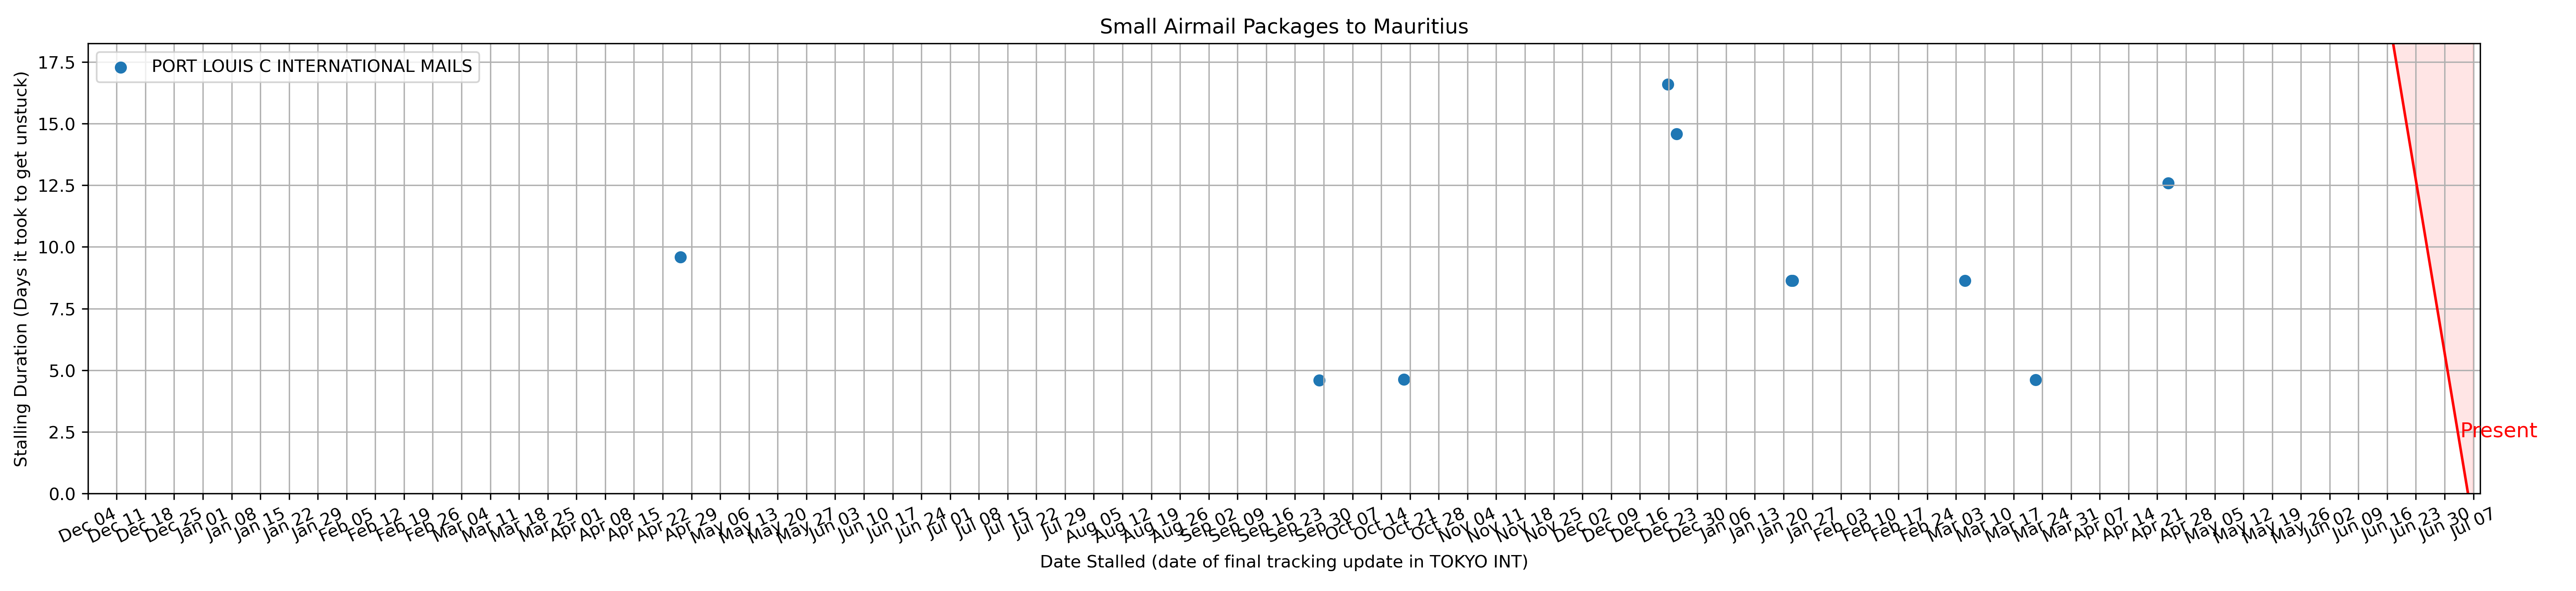 Small Airmail Packages to Mauritius
PORT LOUIS C INTERNATIONAL MAILS
Stalling Duration (Days it took to get unstuck)
17.5
15.0
12.5
10.0
7.5
5.0
2.5
0.0
Present
Dec 04
Dec 11
Dec 18
Dec 25
Jan 01
Jan 08
Jan 15
Jan 22
Jan 29
Feb 05
Feb 12
Feb 19
Feb 26
Mar 04
Mar 11
Mar 18
Mar 25
Apr 01
Apr 08
Apr 15
Apr 22
Apr 29
May 06
May 13
May 20
May 27
Jun 03
Jun 10
Jun 17
Jun 24
Jul 01
Jul 08
Jul 15
Jul 22
Jul 29
Aug 05
Aug 12
Aug 19
Aug 26
Sep 02
Sep 09
Sep 16
Sep 23
Sep 30
Oct 07
Oct 14
Oct 21
Oct 28
Nov 04
Nov 11
Nov 18
Nov 25
Dec 02
Dec 09
Dec 16
Dec 23
Dec 30
Jan 06
Jan 13
Jan 20
Jan 27
Feb 03
Feb 10
Feb 17
Feb 24
Mar 03
Mar 10
Mar 17
Mar 24
Mar 31
Apr 07
Apr 14
Apr 21
Apr 28
May 05
May 12
May 19
May 26
Jun 02
Jun 09
Jun 16
Jun 23
Jun 30
Jul 07
Date Stalled (date of final tracking update in TOKYO INT)